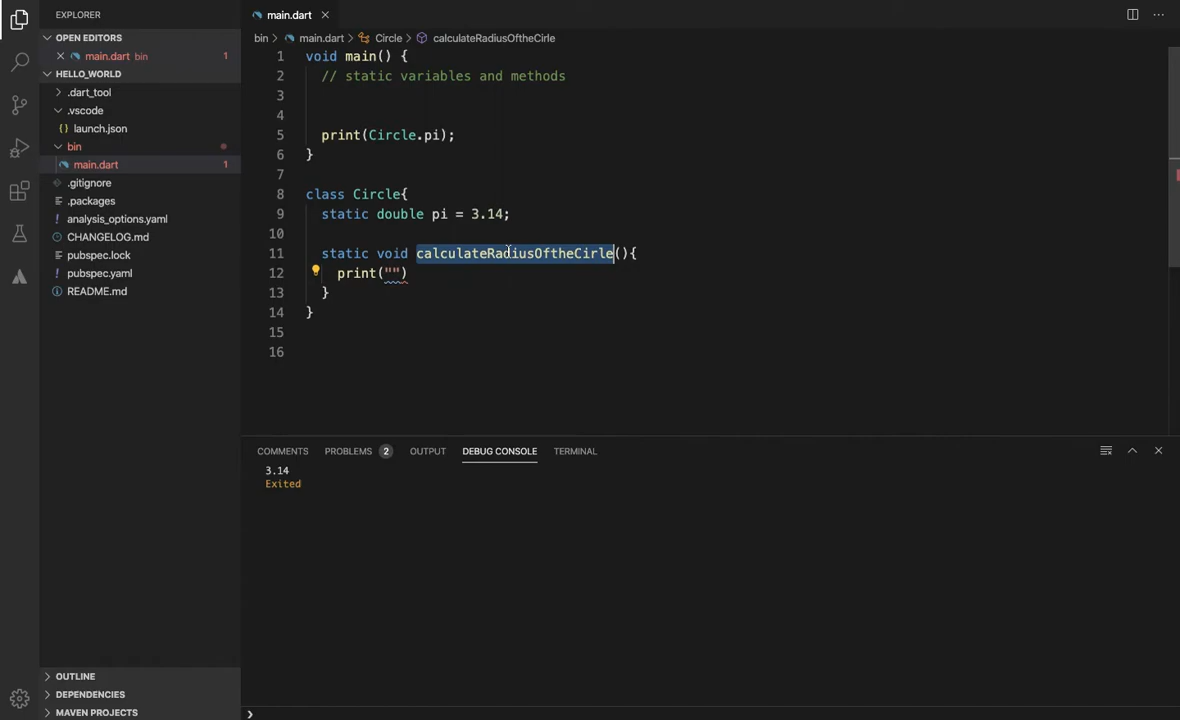 EXPLORER
OPEN EDITORS
main.dart bin 1
HELLO_WORLD
.dart_tool
.vscode
launch.json
bin
main.dart 1
.gitignore
.packages
analysis_options.yaml
CHANGELOG.md
pubspec.lock
pubspec.yaml
README.md
OUTLINE
DEPENDENCIES
MAVEN PROJECTS
main.dart
bin > main.dart > Circle > calculateRadiusOftheCirle
1 void main() {
2 // static variables and methods
3
4
5 print(Circle.pi);
6 }
7
8 class Circle{
9 static double pi = 3.14;
10
11 static void calculateRadiusOftheCirle(){
12 print("")
13 }
14 }
15
16
COMMENTS PROBLEMS 2 OUTPUT DEBUG CONSOLE TERMINAL
3.14
Exited